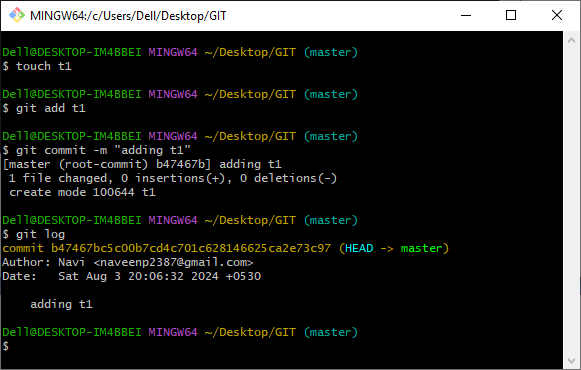 MINGW64:/c/Users/Dell/Desktop/GIT
Dell@DESKTOP-IM4BBEI MINGW64 ~/Desktop/GIT (master)
$ touch t1
Dell@DESKTOP-IM4BBEI MINGW64 ~/Desktop/GIT (master)
$ git add t1
Dell@DESKTOP-IM4BBEI MINGW64 ~/Desktop/GIT (master)
$ git commit -m "adding t1"
[master (root-commit) b47467b] adding t1
 1 file changed, 0 insertions(+), 0 deletions(-)
 create mode 100644 t1
Dell@DESKTOP-IM4BBEI MINGW64 ~/Desktop/GIT (master)
$ git log
commit b47467bc5c00b7cd4c701c628146625ca2e73c97 (HEAD -> master)
Author: Navi <naveenp2387@gmail.com>
Date:   Sat Aug 3 20:06:32 2024 +0530
    adding t1
Dell@DESKTOP-IM4BBEI MINGW64 ~/Desktop/GIT (master)
$